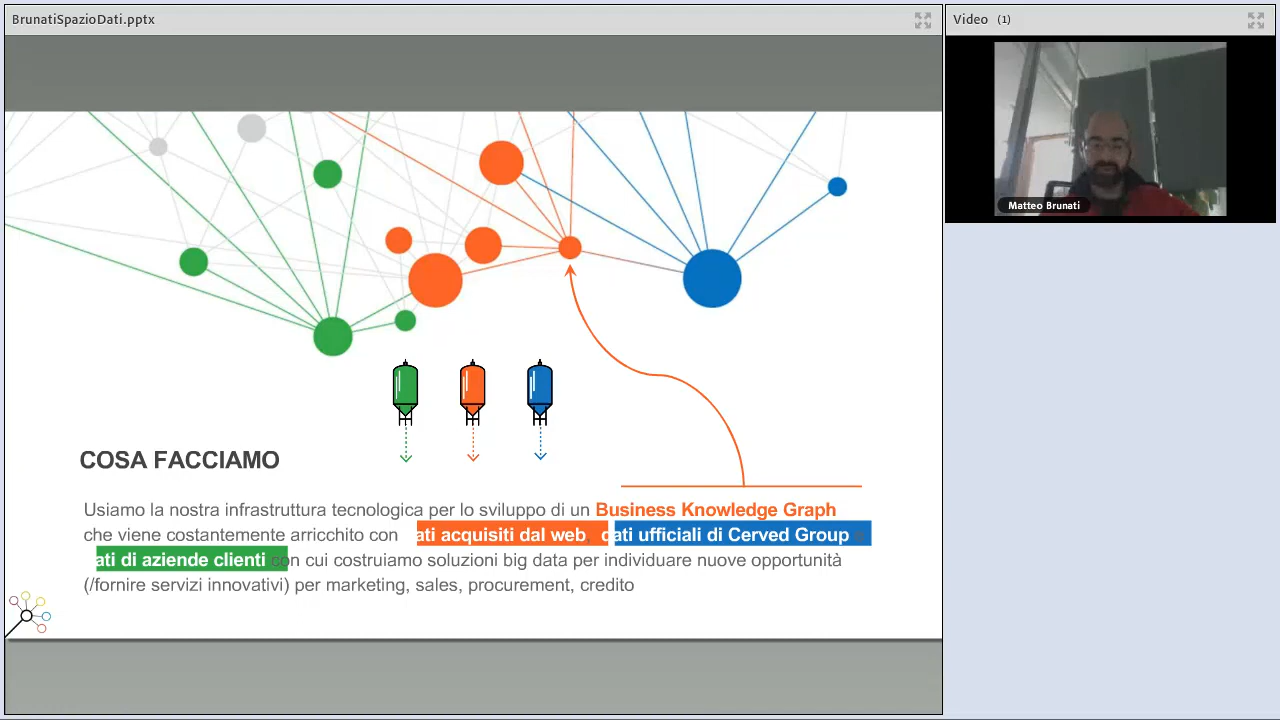 BrunatiSpazioDati.pptx
Video (1)
Matteo Brunati
COSA FACCIAMO
Usiamo la nostra infrastruttura tecnologica per lo sviluppo di un Business Knowledge Graph
che viene costantemente arricchito con ati acquisiti dal web, dati ufficiali di Cerved Group e
ati di aziende clienti con cui costruiamo soluzioni big data per individuare nuove opportunità
(/fornire servizi innovativi) per marketing, sales, procurement, credito